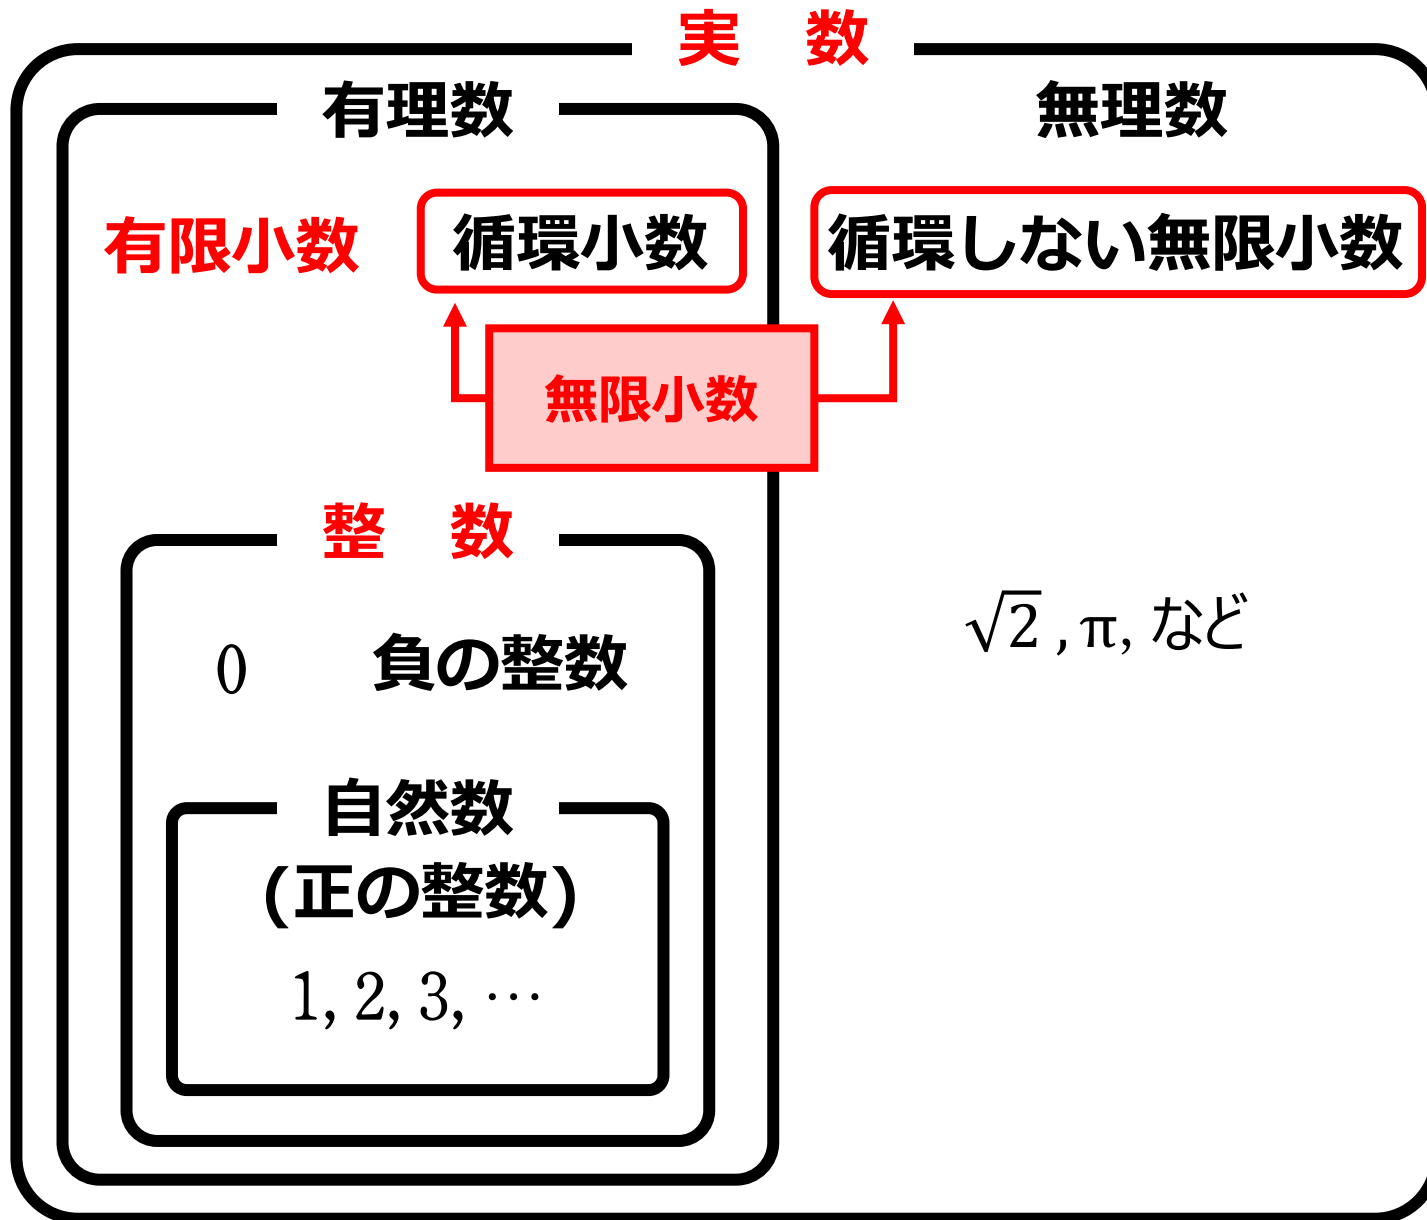 実　数
有理数
無理数
有限小数
循環小数
循環しない無限小数
無限小数
整　数
0
負の整数
√2 , π, など
自然数
(正の整数)
1, 2, 3, …